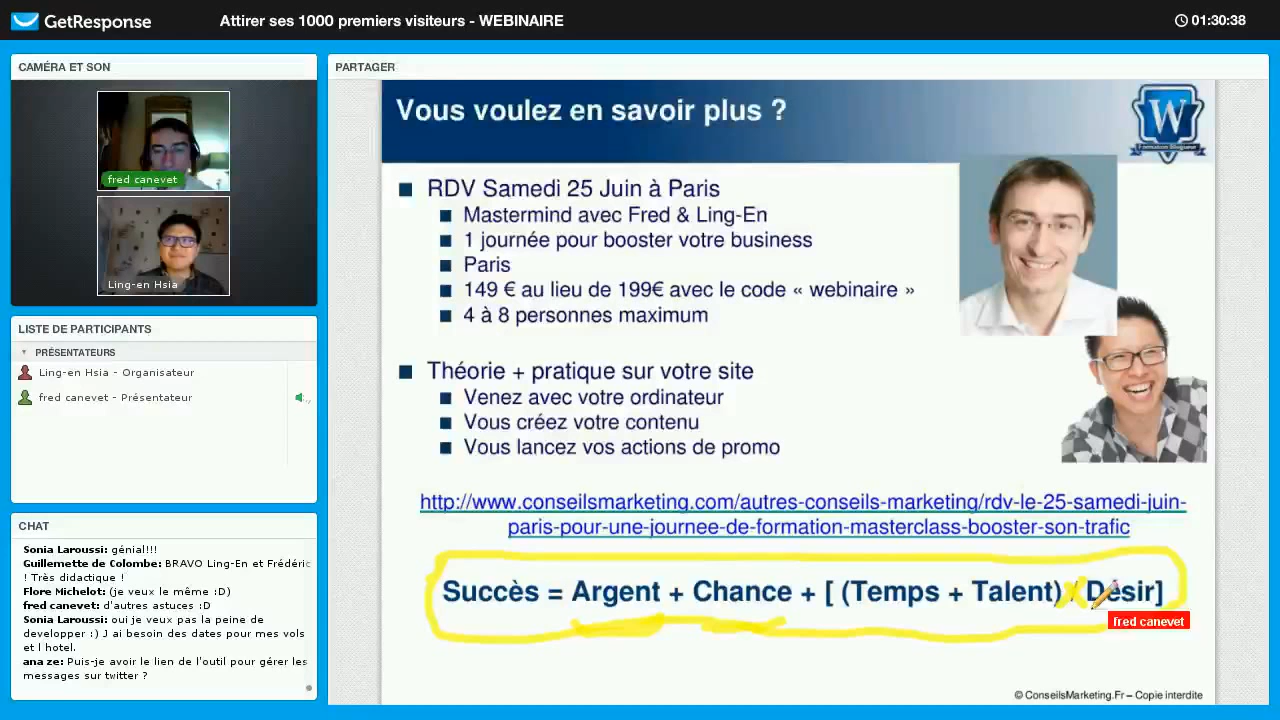 GetResponse
Attirer ses 1000 premiers visiteurs - WEBINAIRE
01:30:38
CAMÉRA ET SON
fred canevet
Ling-en Hsia
LISTE DE PARTICIPANTS
PRÉSENTATEURS
Ling-en Hsia - Organisateur
fred canevet - Présentateur
CHAT
Sonia Laroussi: génial!!!
Guillemette de Colombe: BRAVO Ling-En et Frédéric
! Très didactique !
Flore Michelot: (je veux le même :D)
fred canevet: d'autres astuces :D
Sonia Laroussi: oui je veux pas la peine de
developper :) J ai besoin des dates pour mes vols
et l hotel.
ana ze: Puis-je avoir le lien de l'outil pour gérer les
messages sur twitter ?
PARTAGER
Vous voulez en savoir plus ?
W
Formation Blogueur
RDV Samedi 25 Juin à Paris
Mastermind avec Fred & Ling-En
1 journée pour booster votre business
Paris
149 € au lieu de 199€ avec le code « webinaire »
4 à 8 personnes maximum
Théorie + pratique sur votre site
Venez avec votre ordinateur
Vous créez votre contenu
Vous lancez vos actions de promo
http://www.conseilsmarketing.com/autres-conseils-marketing/rdv-le-25-samedi-juin-
paris-pour-une-journee-de-formation-masterclass-booster-son-trafic
Succès = Argent + Chance + [ (Temps + Talent) / Désir]
fred canevet
© ConseilsMarketing.Fr – Copie interdite